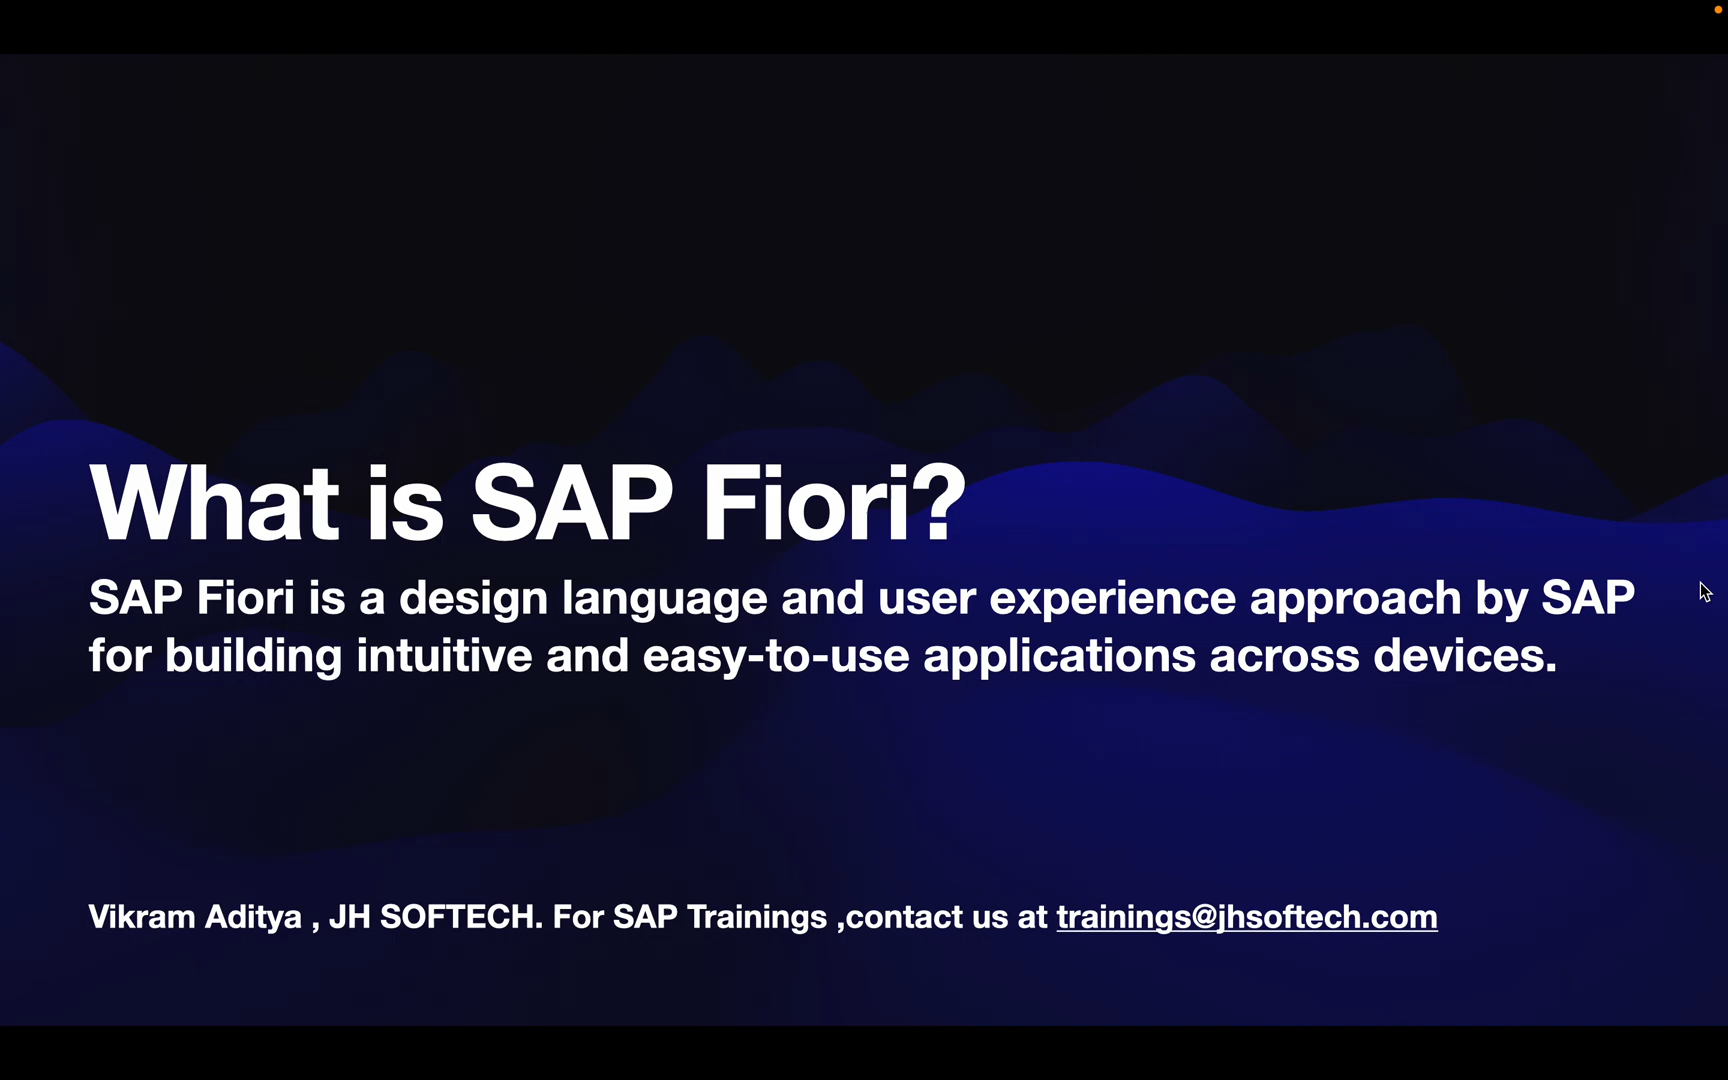 What is SAP Fiori?
SAP Fiori is a design language and user experience approach by SAP
for building intuitive and easy-to-use applications across devices.
Vikram Aditya , JH SOFTECH. For SAP Trainings ,contact us at trainings@jhsoftech.com